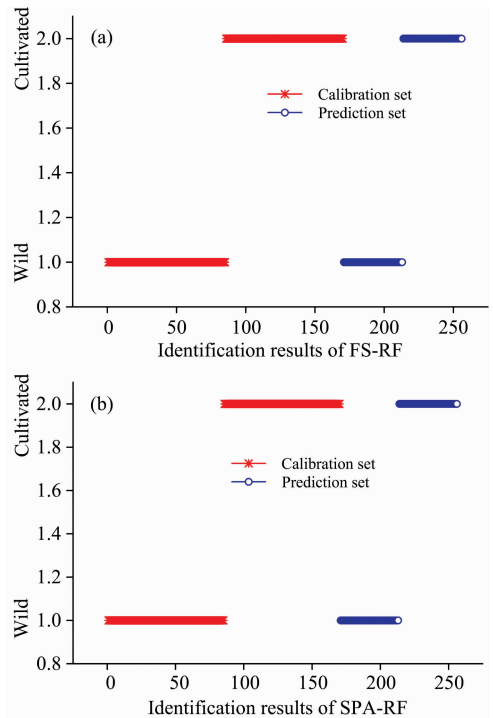 (a)
Cultivated
Wild
2.0
1.8
1.6
1.4
1.2
1.0
0.8
Calibration set
Prediction set
0 50 100 150 200 250
Identification results of FS-RF
(b)
Cultivated
Wild
2.0
1.8
1.6
1.4
1.2
1.0
0.8
Calibration set
Prediction set
0 50 100 150 200 250
Identification results of SPA-RF